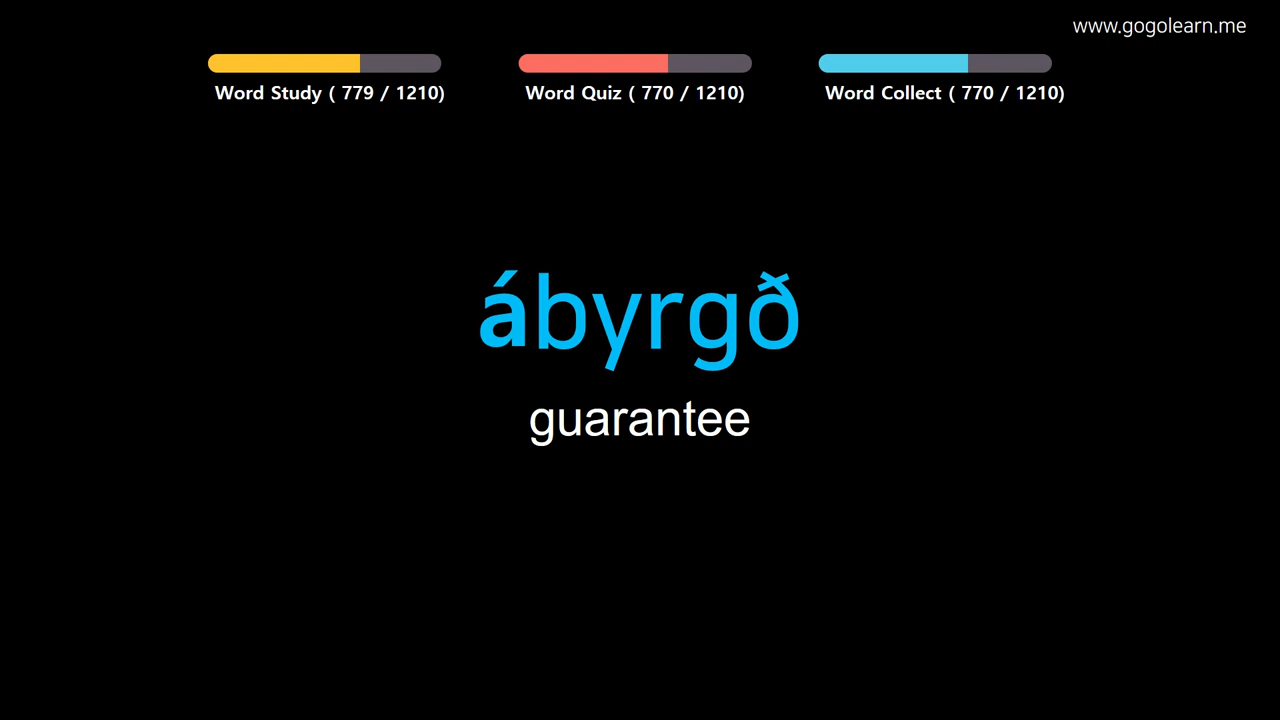 www.gogolearn.me
Word Study ( 779 / 1210)
Word Quiz ( 770 / 1210)
Word Collect ( 770 / 1210)
ábyrgð
guarantee